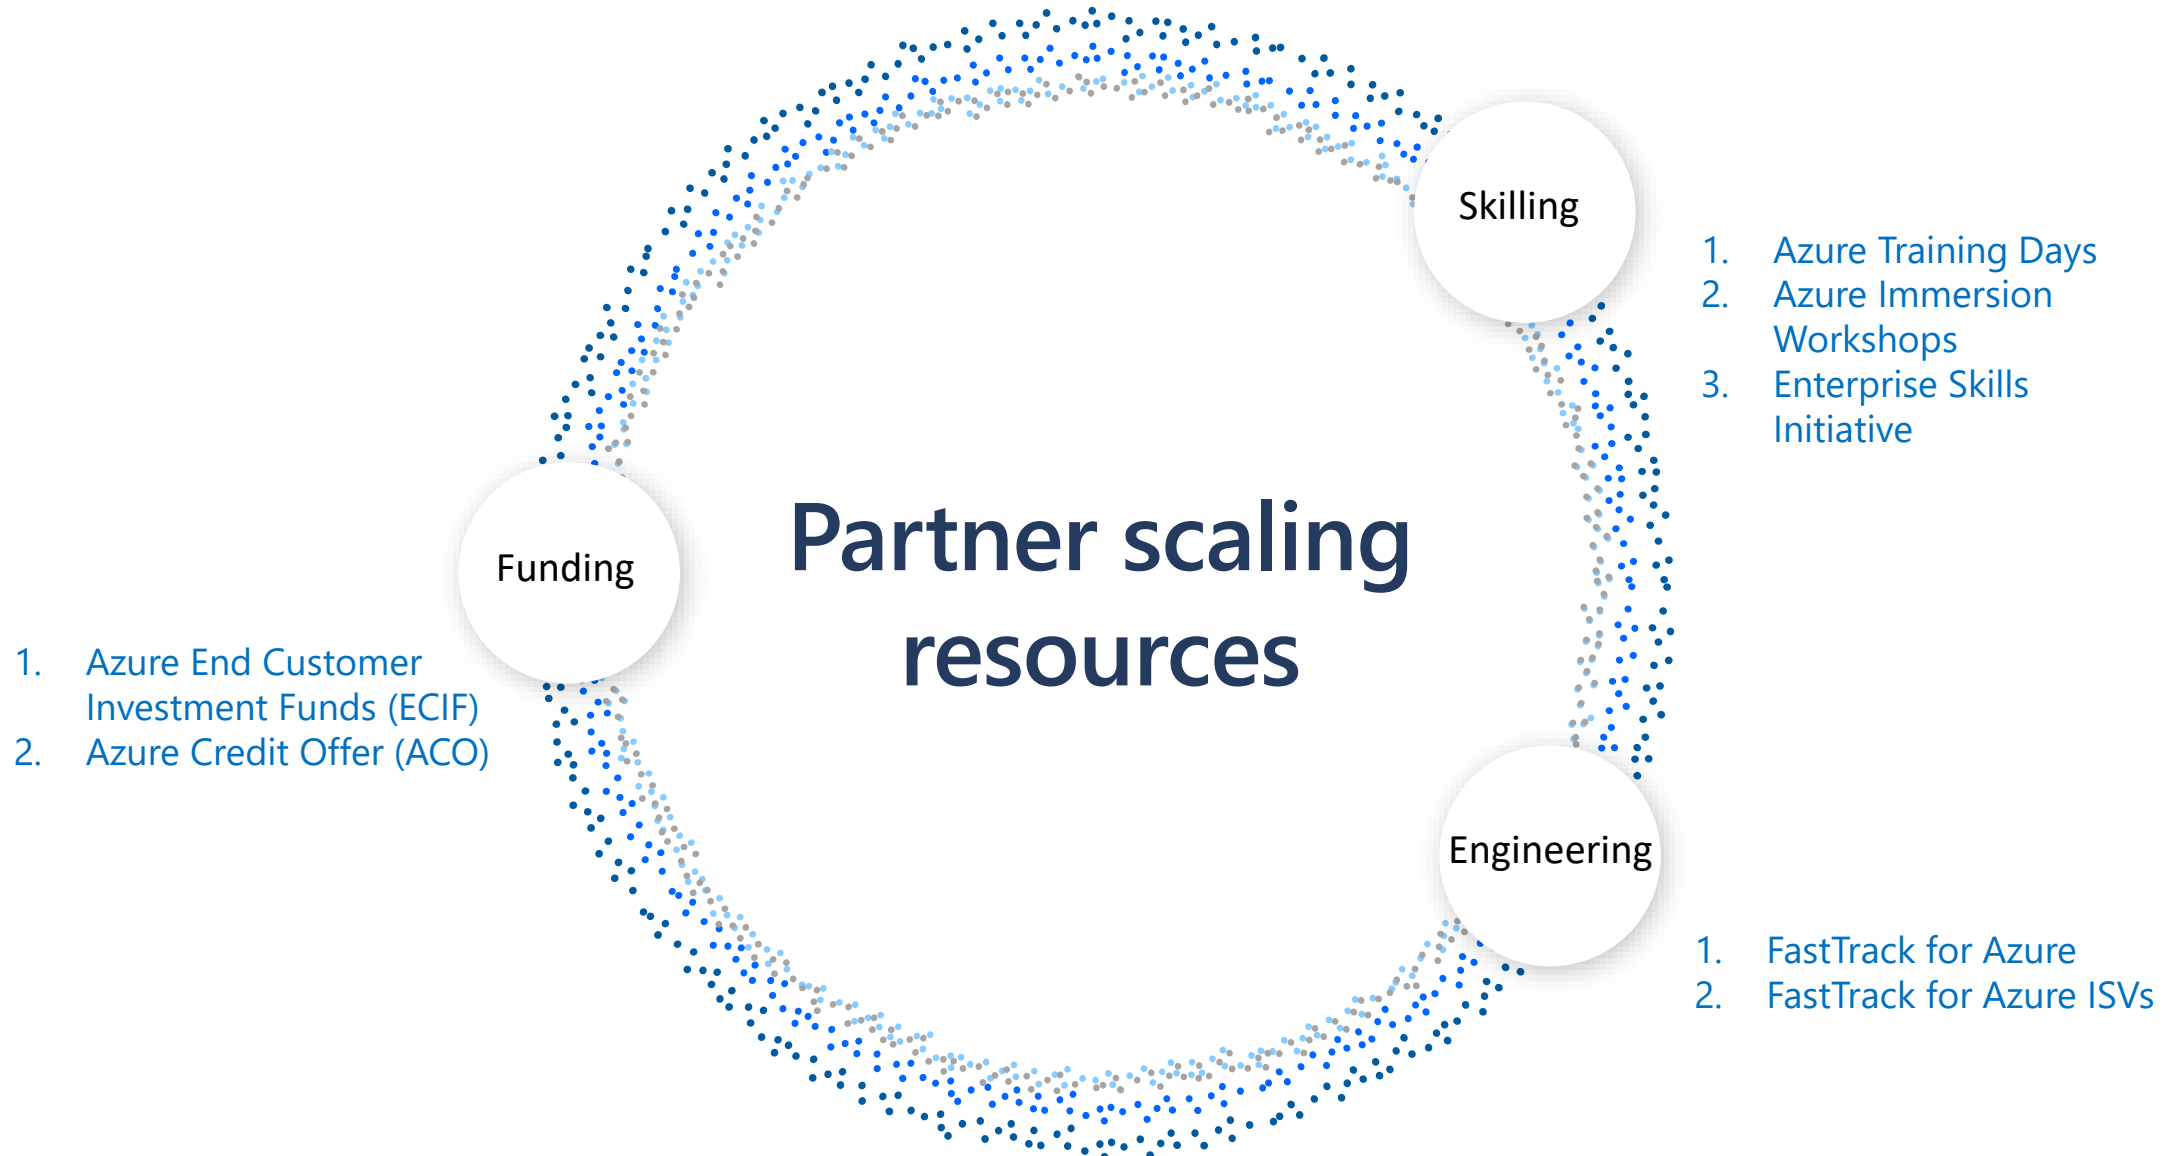 Skilling
1. Azure Training Days
2. Azure Immersion
Workshops
3. Enterprise Skills
Initiative
Partner scaling
resources
Funding
1. Azure End Customer
Investment Funds (ECIF)
2. Azure Credit Offer (ACO)
Engineering
1. FastTrack for Azure
2. FastTrack for Azure ISVs